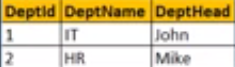 DeptId DeptName DeptHead
1 IT John
2 HR Mike